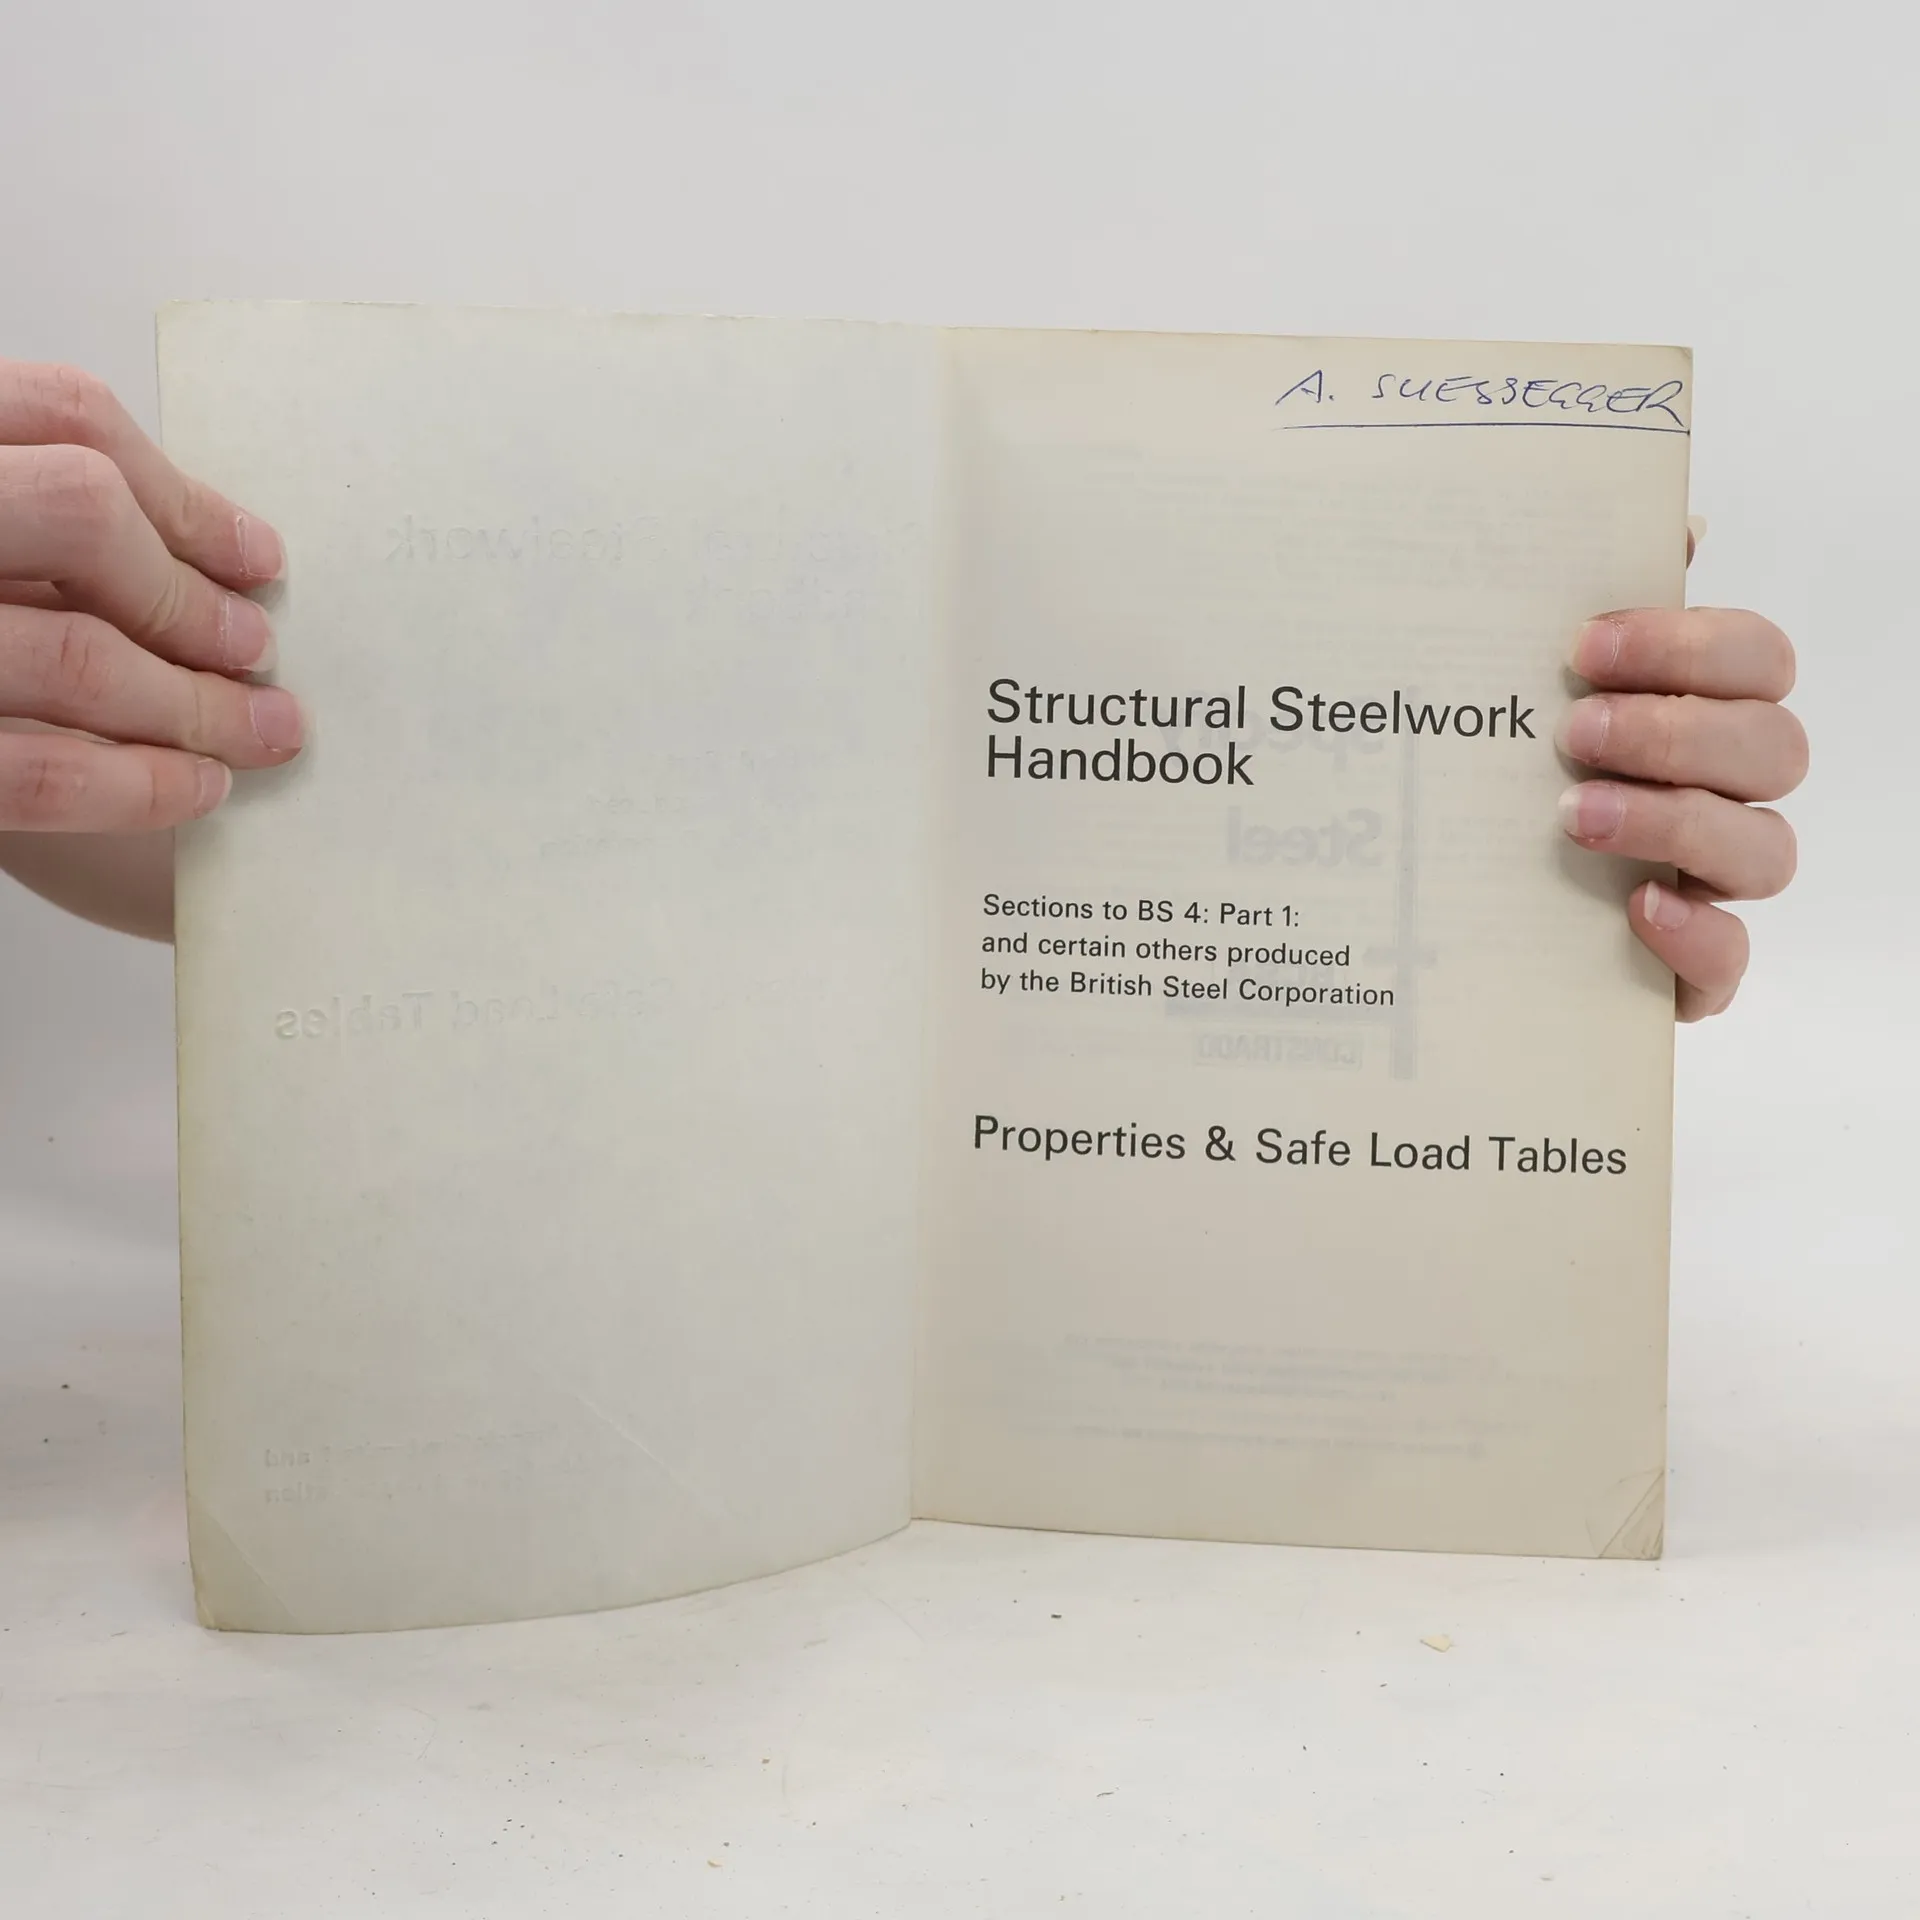 A. SUESSEGGER
Structural Steelwork
Handbook
Sections to BS 4: Part 1:
and certain others produced
by the British Steel Corporation
Properties & Safe Load Tables